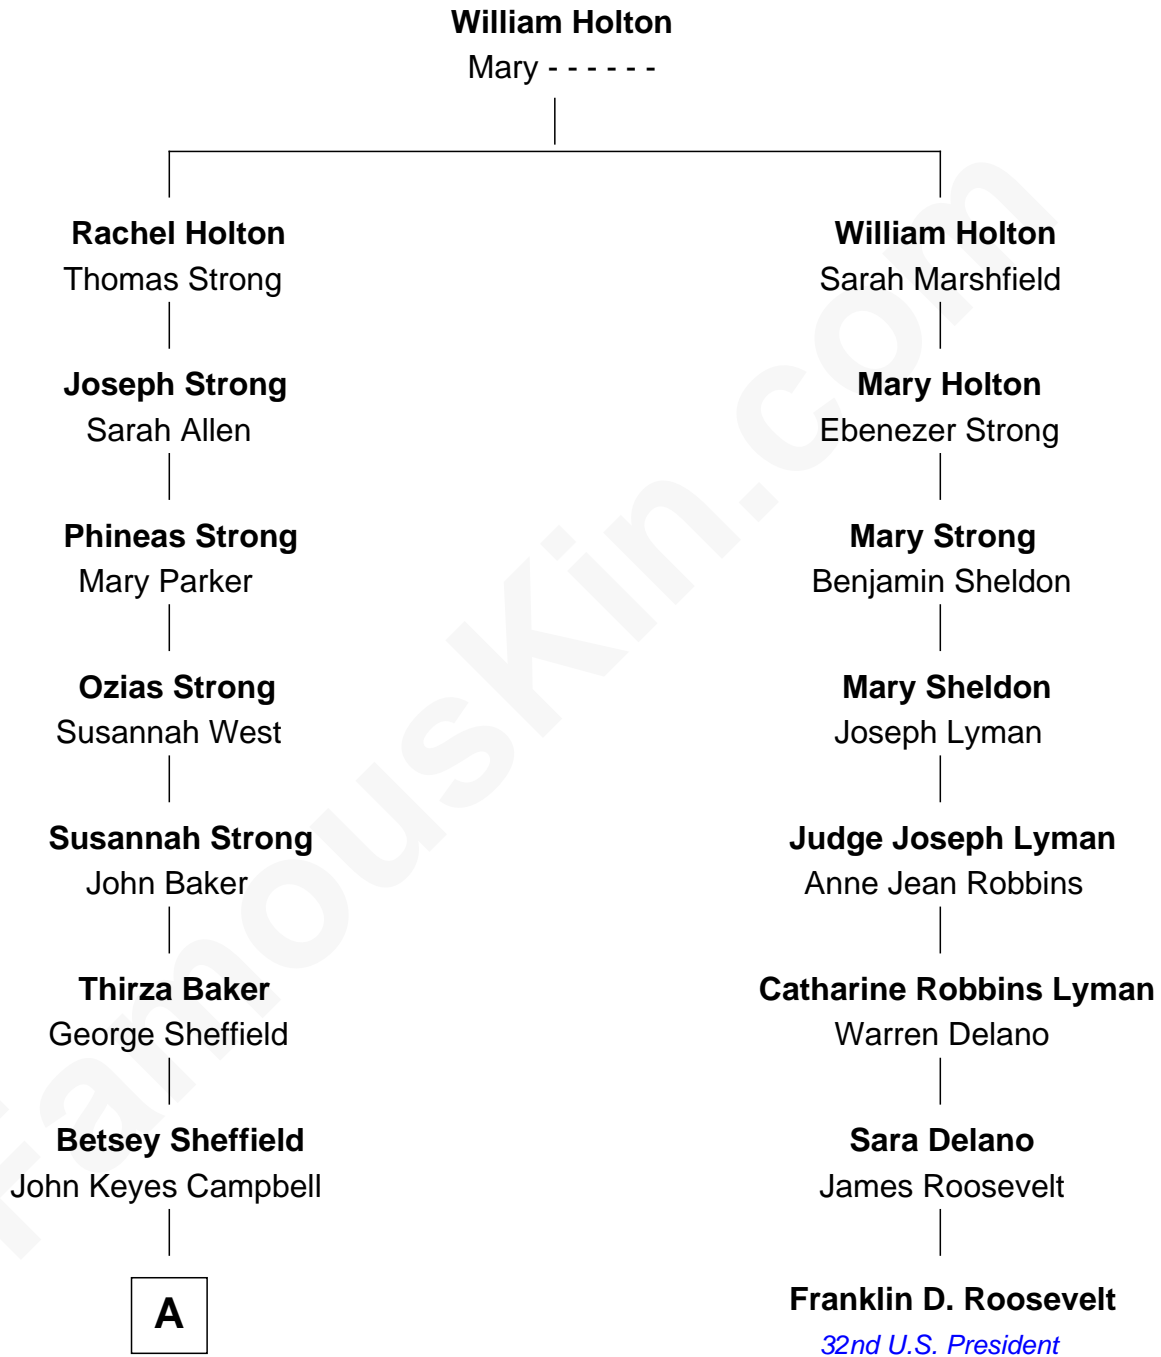 William Holton
Mary - - - - - -
Rachel Holton
Thomas Strong
Joseph Strong
Sarah Allen
Phineas Strong
Mary Parker
Ozias Strong
Susannah West
Susannah Strong
John Baker
Thirza Baker
George Sheffield
Betsey Sheffield
John Keyes Campbell
A
William Holton
Sarah Marshfield
Mary Holton
Ebenezer Strong
Mary Strong
Benjamin Sheldon
Mary Sheldon
Joseph Lyman
Judge Joseph Lyman
Anne Jean Robbins
Catharine Robbins Lyman
Warren Delano
Sara Delano
James Roosevelt
Franklin D. Roosevelt
32nd U.S. President
FamousKin.com